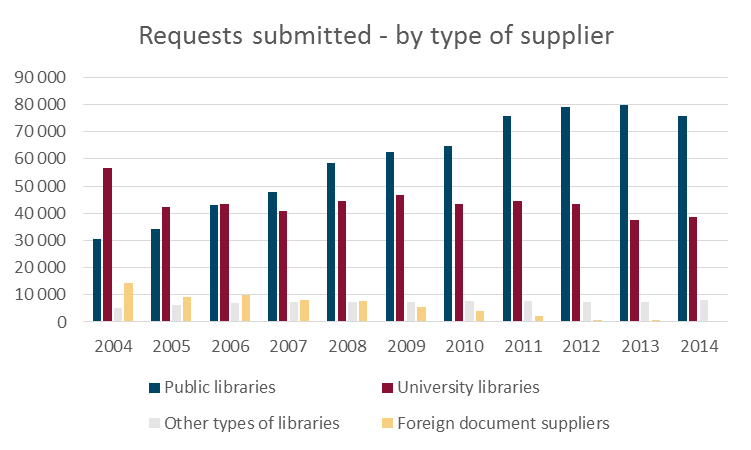 Requests submitted - by type of supplier
90 000
80 000
70 000
60 000
50 000
40 000
30 000
20 000
10 000
0
2004 2005 2006 2007 2008 2009 2010 2011 2012 2013 2014
Public libraries University libraries
Other types of libraries Foreign document suppliers